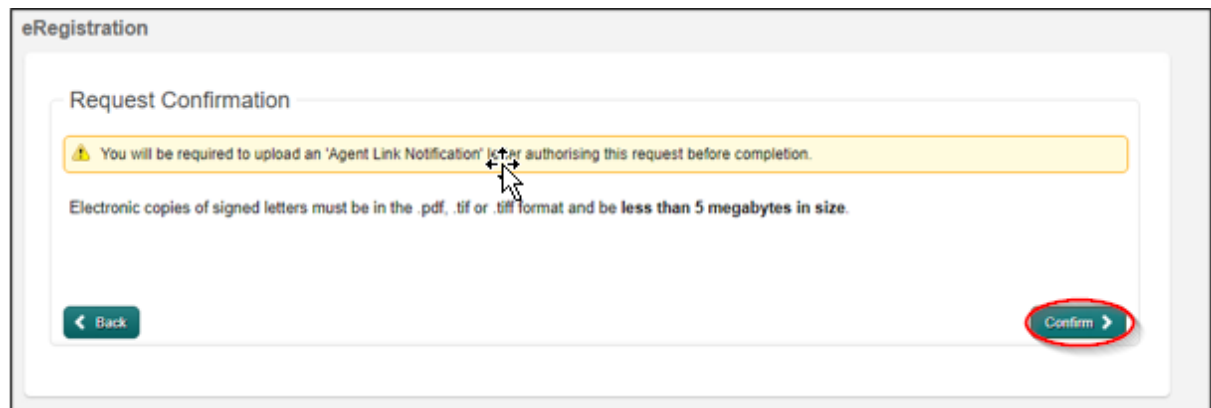 eRegistration
Request Confirmation
You will be required to upload an 'Agent Link Notification' letter authorising this request before completion.
Electronic copies of signed letters must be in the .pdf, .tif or .tiff format and be less than 5 megabytes in size.
Back
Confirm